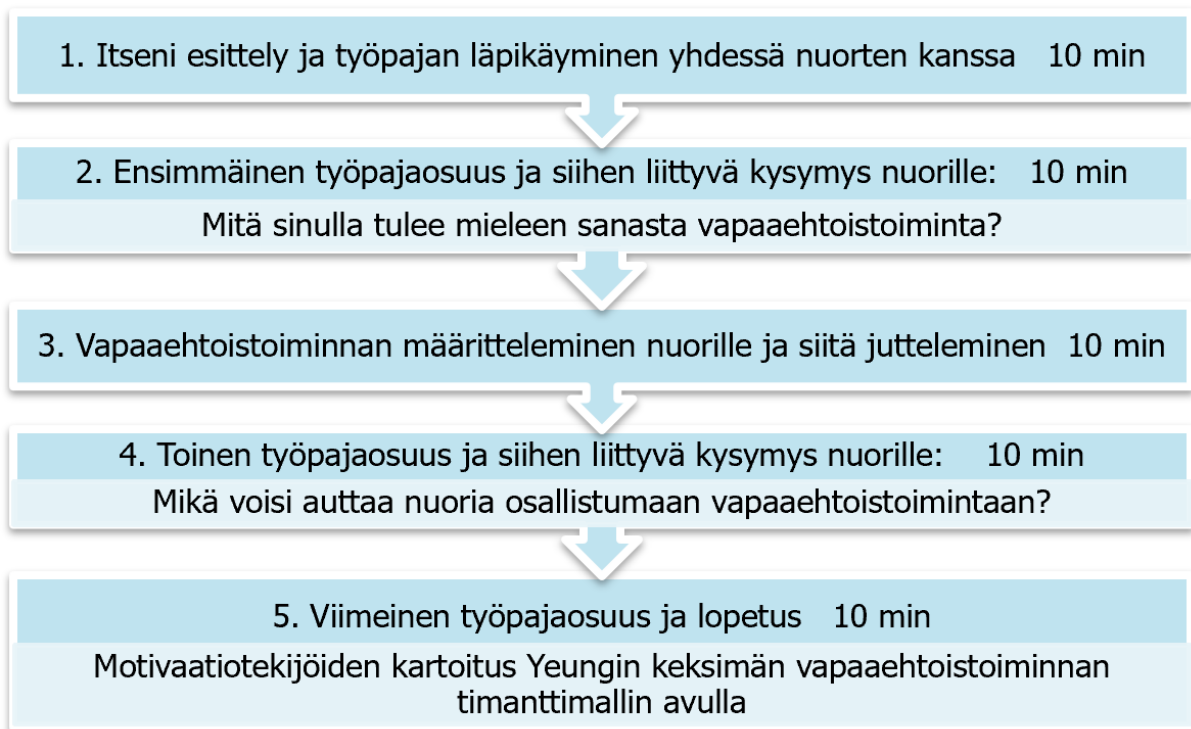 1. Itseni esittely ja työpajan läpikäyminen yhdessä nuorten kanssa 10 min
2. Ensimmäinen työpajaosuus ja siihen liittyvä kysymys nuorille: 10 min
Mitä sinulla tulee mieleen sanasta vapaaehtoistoiminta?
3. Vapaaehtoistoiminnan määritteleminen nuorille ja siitä jutteleminen 10 min
4. Toinen työpajaosuus ja siihen liittyvä kysymys nuorille: 10 min
Mikä voisi auttaa nuoria osallistumaan vapaaehtoistoimintaan?
5. Viimeinen työpajaosuus ja lopetus 10 min
Motivaatiotekijöiden kartoitus Yeungin keksimän vapaaehtoistoiminnan
timanttimallin avulla